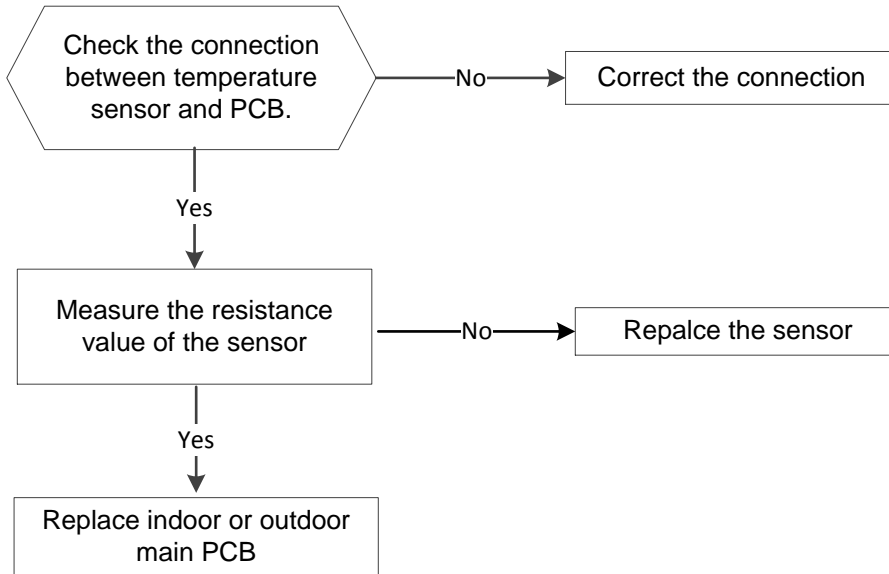 Check the connection
between temperature
sensor and PCB.
No
Correct the connection
Yes
Measure the resistance
value of the sensor
No
Repalce the sensor
Yes
Replace indoor or outdoor
main PCB